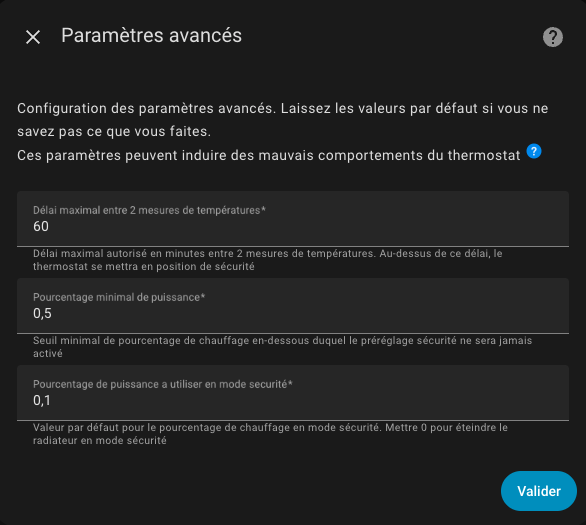 Paramètres avancés
Configuration des paramètres avancés. Laissez les valeurs par défaut si vous ne
savez pas ce que vous faites.
Ces paramètres peuvent induire des mauvais comportements du thermostat
Délai maximal entre 2 mesures de températures*
60
Délai maximal autorisé en minutes entre 2 mesures de températures. Au-dessus de ce délai, le
thermostat se mettra en position de sécurité
Pourcentage minimal de puissance*
0,5
Seuil minimal de pourcentage de chauffage en-dessous duquel le préréglage sécurité ne sera jamais
activé
Pourcentage de puissance a utiliser en mode securité*
0,1
Valeur par défaut pour le pourcentage de chauffage en mode sécurité. Mettre 0 pour éteindre le
radiateur en mode sécurité
Valider